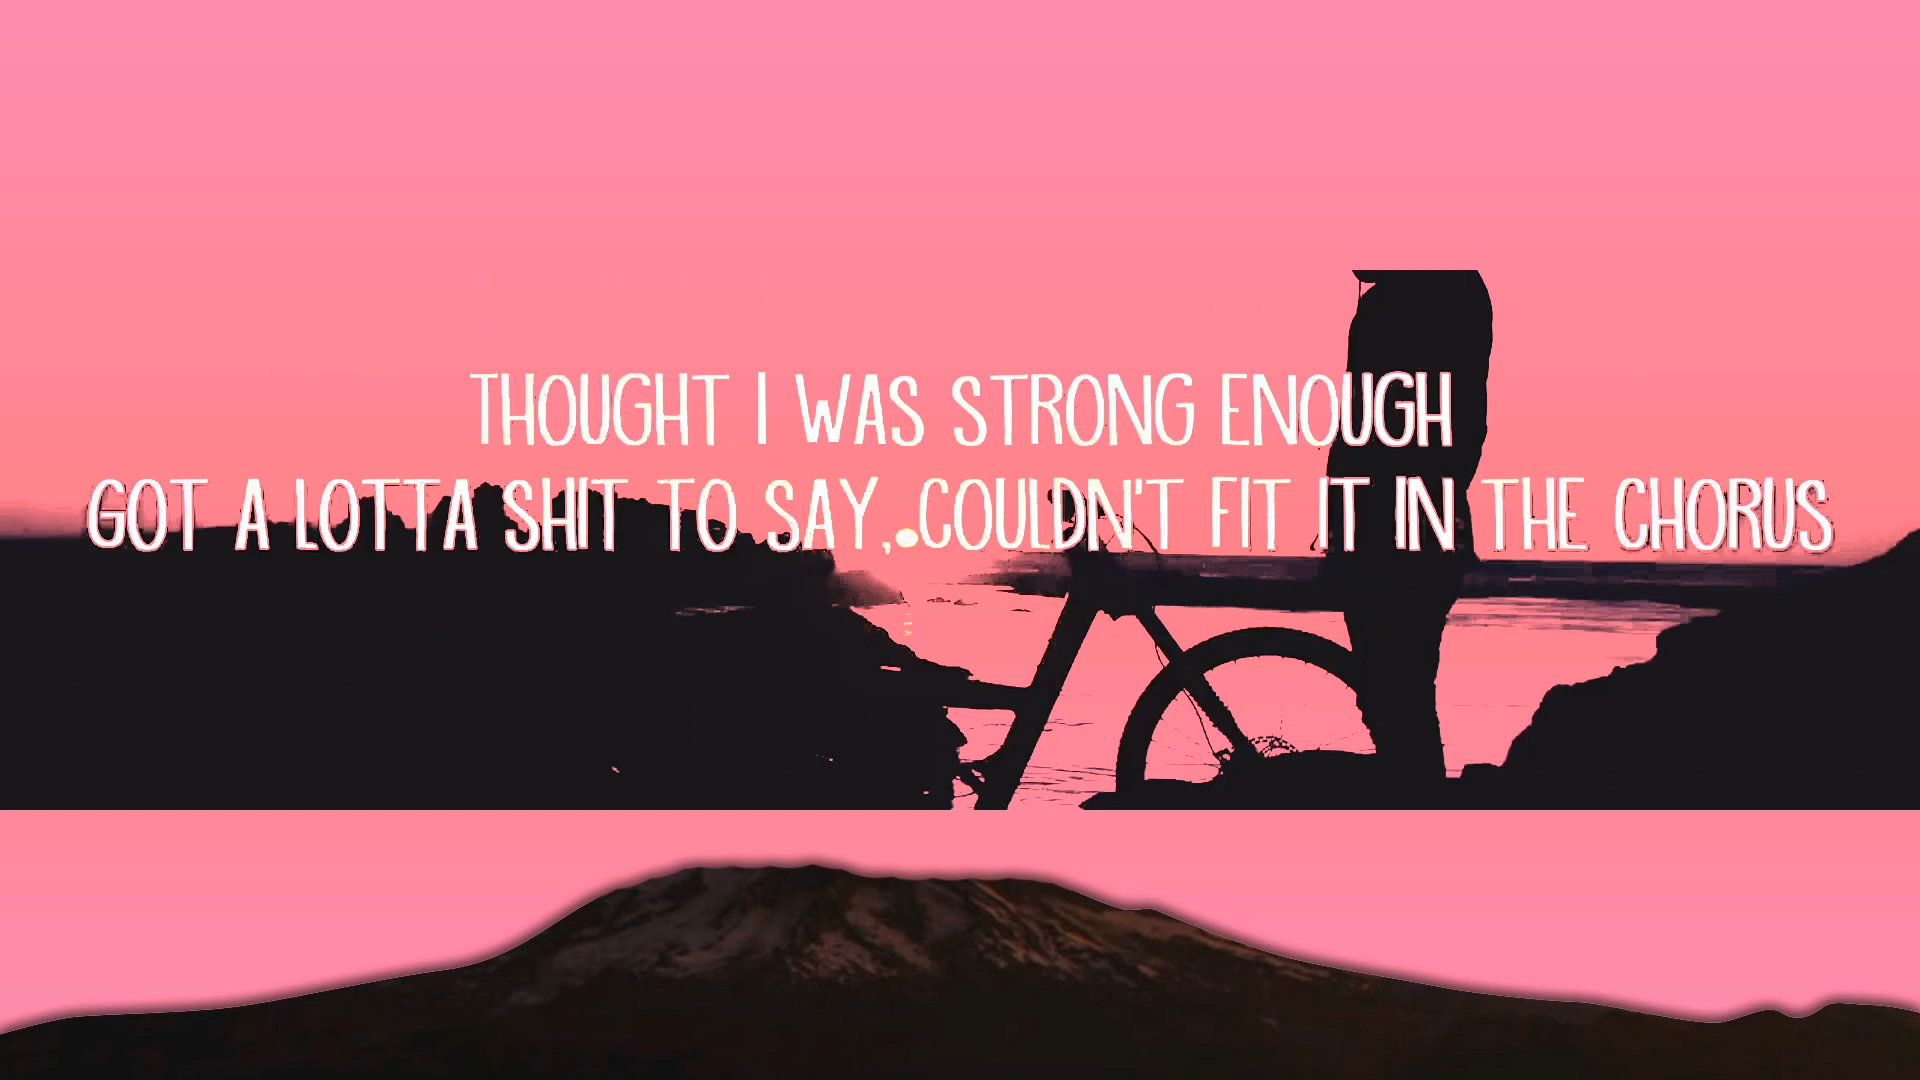 THOUGHT I WAS STRONG ENOUGH
GOT A LOTTA SHIT TO SAY, COULDN'T FIT IT IN THE CHORUS